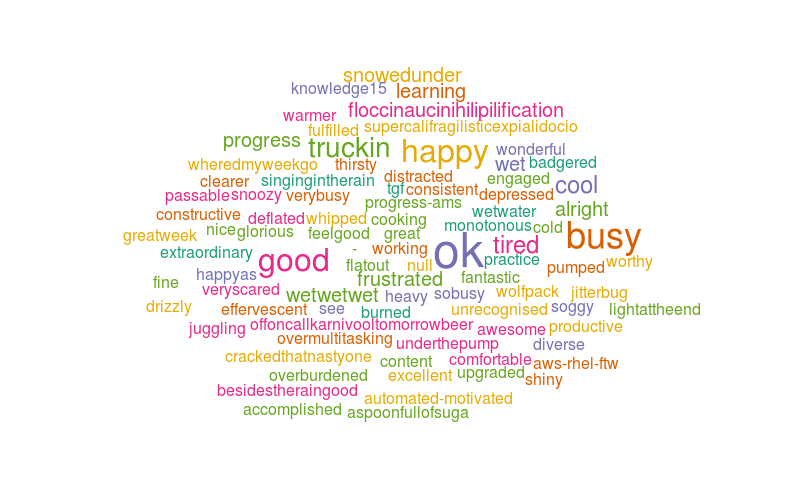 snowedunder
knowledge15 learning
warmer floccinaucinihilipilification
fulfilled supercalifragilisticexpialidocio
progress truckin happy wonderful
wheredmyweekgo thirsty wet badgered
clearer singingintherain distracted engaged cool
passable snoozy verybusy tgf consistent depressed
progress-ams
constructive deflated whipped cooking wetwater alright
greatweek nice glorious feelgood great monotonous cold
extraordinary good - working ok tired practice busy
happyas flatout null pumped worthy
fine veryscared wetwetwet frustrated fantastic
drizzly effervescent see heavy sobusy wolfpack jitterbug
burned unrecognised soggy lightattheend
juggling offoncallkarnivooltomorrowbeer awesome productive
overmultitasking underthepump diverse
crackedthatnastyone content comfortable aws-rhel-ftw
overburdened excellent upgraded shiny
besidestheraingood automated-motivated
accomplished aspoonfullofsuga